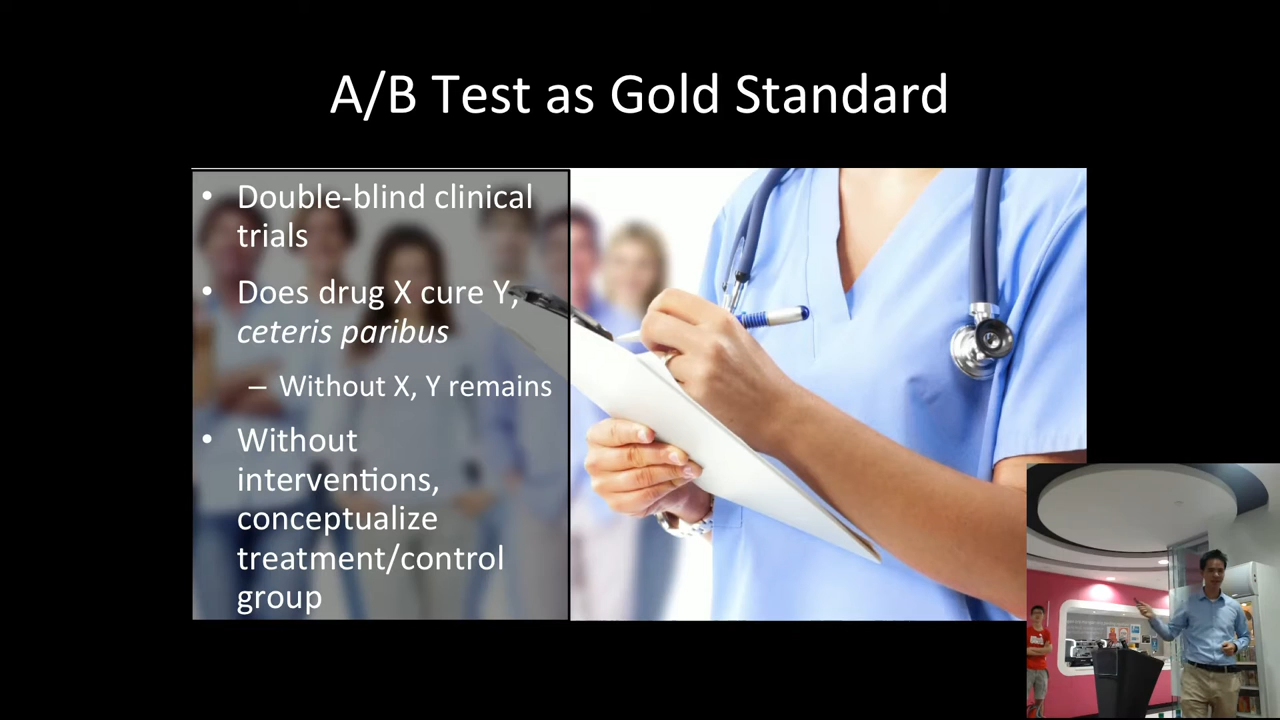 A/B Test as Gold Standard
• Double-blind clinical
trials
• Does drug X cure Y,
ceteris paribus
– Without X, Y remains
• Without
interventions,
conceptualize
treatment/control
group